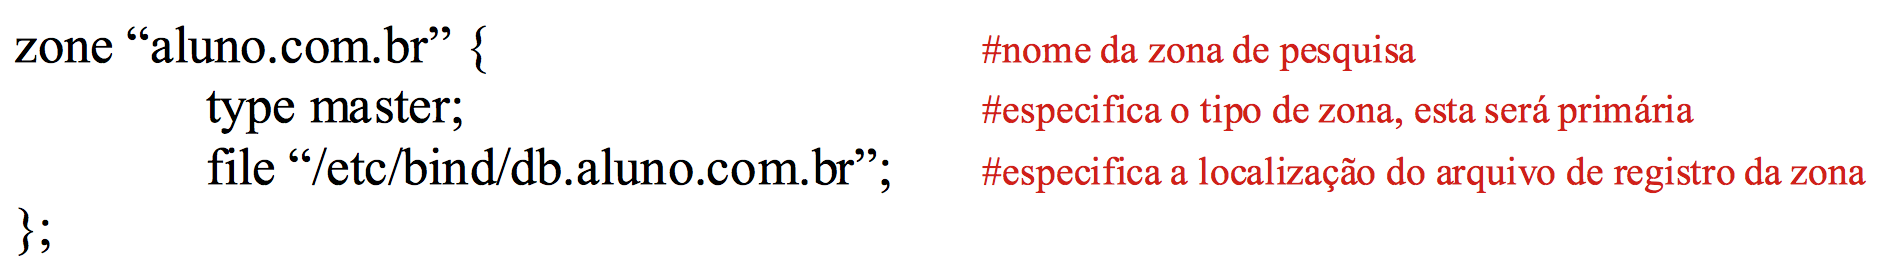 zone “aluno.com.br” { #nome da zona de pesquisa
type master; #especifica o tipo de zona, esta será primária
file “/etc/bind/db.aluno.com.br”; #especifica a localização do arquivo de registro da zona
};